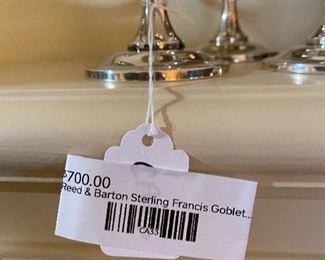 $700.00
Reed & Barton Sterling Francis Goblet...
CA33